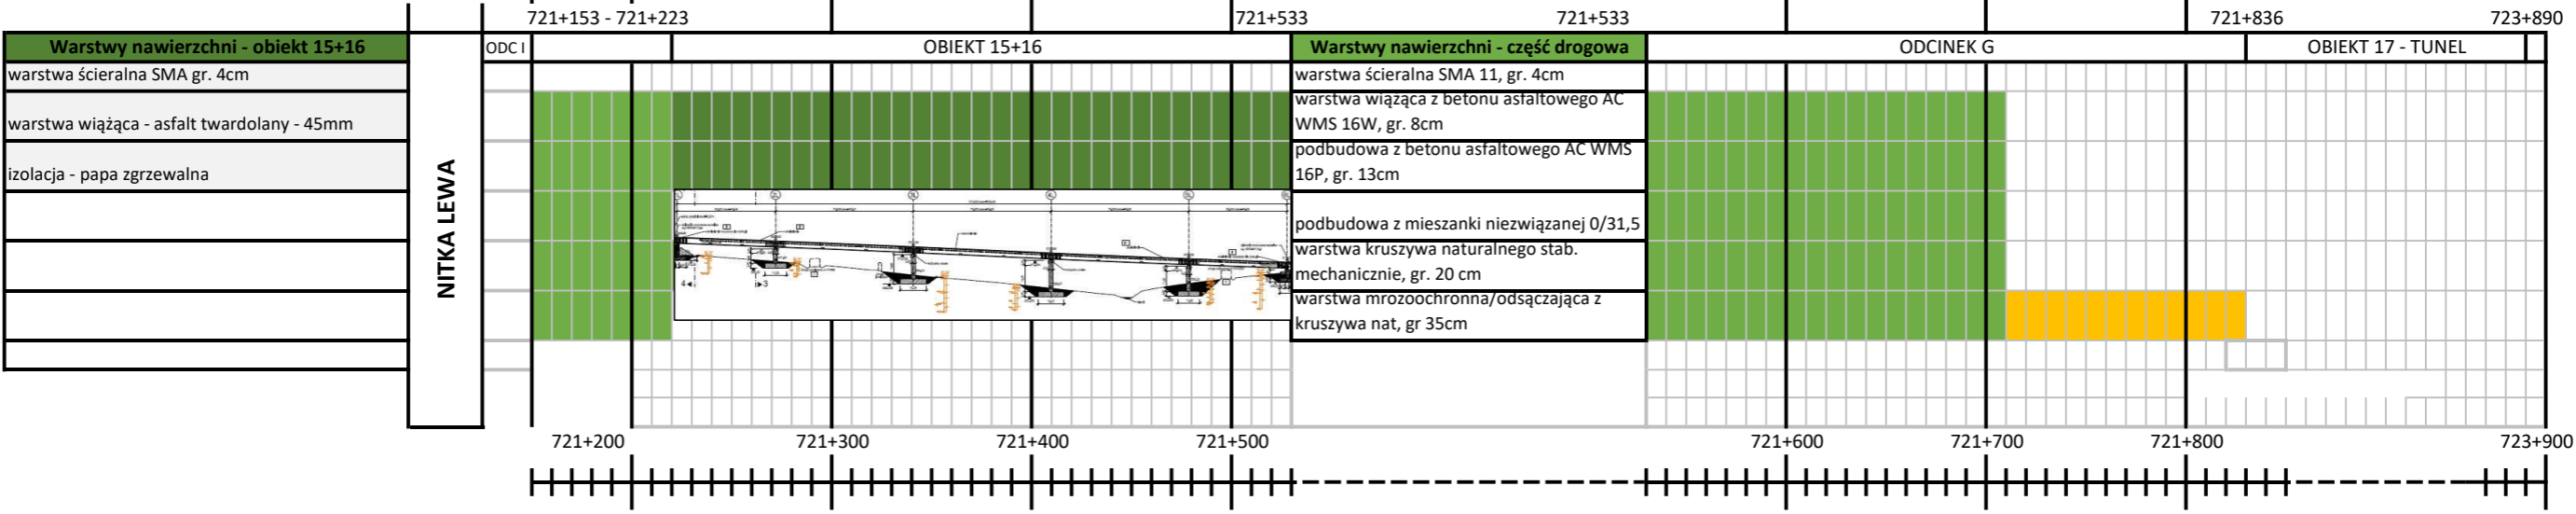 721+153 - 721+223
721+533
721+533
721+836
723+890
Warstwy nawierzchni - obiekt 15+16
ODC I
OBIEKT 15+16
Warstwy nawierzchni - część drogowa
ODCINEK G
OBIEKT 17 - TUNEL
warstwa ścieralna SMA gr. 4cm
warstwa wiążąca - asfalt twardolany - 45mm
izolacja - papa zgrzewalna
NITKA LEWA
warstwa ścieralna SMA 11, gr. 4cm
warstwa wiąząca z betonu asfaltowego AC
WMS 16W, gr. 8cm
podbudowa z betonu asfaltowego AC WMS
16P, gr. 13cm
podbudowa z mieszanki niezwiązanej 0/31,5
warstwa kruszywa naturalnego stab.
mechanicznie, gr. 20 cm
warstwa mrozoochronna/odsączająca z
kruszywa nat, gr 35cm
721+200
721+300
721+400
721+500
721+600
721+700
721+800
723+900